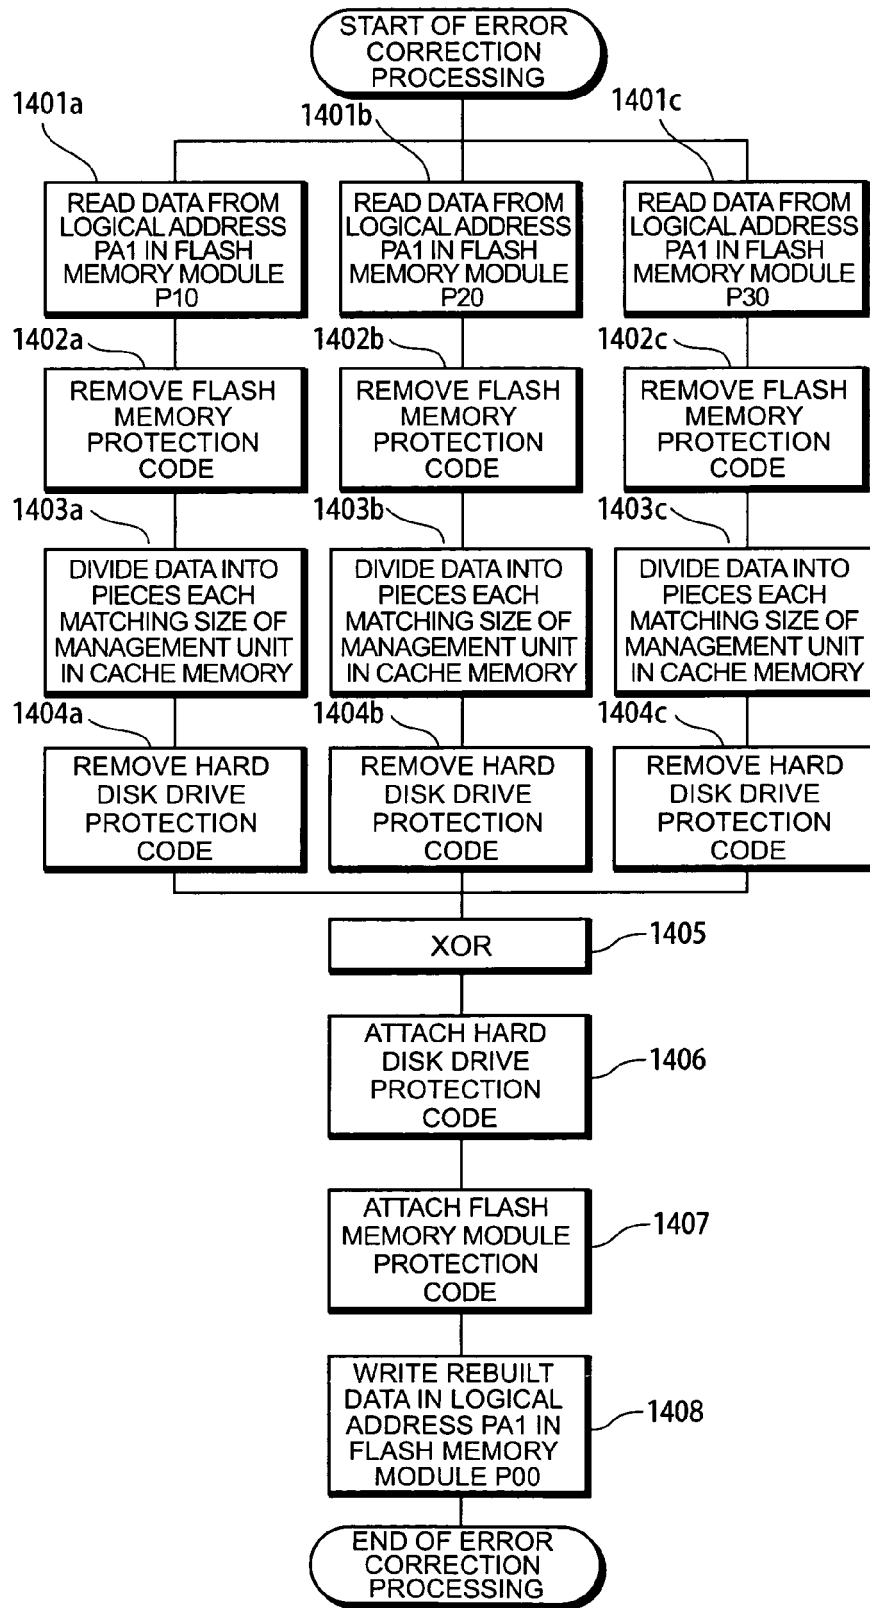 START OF ERROR
CORRECTION
PROCESSING
1401a
1401b
1401c
READ DATA FROM
LOGICAL ADDRESS
PA1 IN FLASH
MEMORY MODULE
P10
READ DATA FROM
LOGICAL ADDRESS
PA1 IN FLASH
MEMORY MODULE
P20
READ DATA FROM
LOGICAL ADDRESS
PA1 IN FLASH
MEMORY MODULE
P30
1402a
1402b
1402c
REMOVE FLASH
MEMORY
PROTECTION
CODE
REMOVE FLASH
MEMORY
PROTECTION
CODE
REMOVE FLASH
MEMORY
PROTECTION
CODE
1403a
1403b
1403c
DIVIDE DATA INTO
PIECES EACH
MATCHING SIZE OF
MANAGEMENT UNIT
IN CACHE MEMORY
DIVIDE DATA INTO
PIECES EACH
MATCHING SIZE OF
MANAGEMENT UNIT
IN CACHE MEMORY
DIVIDE DATA INTO
PIECES EACH
MATCHING SIZE OF
MANAGEMENT UNIT
IN CACHE MEMORY
1404a
1404b
1404c
REMOVE HARD
DISK DRIVE
PROTECTION
CODE
REMOVE HARD
DISK DRIVE
PROTECTION
CODE
REMOVE HARD
DISK DRIVE
PROTECTION
CODE
XOR
1405
ATTACH HARD
DISK DRIVE
PROTECTION
CODE
1406
ATTACH FLASH
MEMORY MODULE
PROTECTION
CODE
1407
WRITE REBUILT
DATA IN LOGICAL
ADDRESS PA1 IN
FLASH MEMORY
MODULE P00
1408
END OF ERROR
CORRECTION
PROCESSING